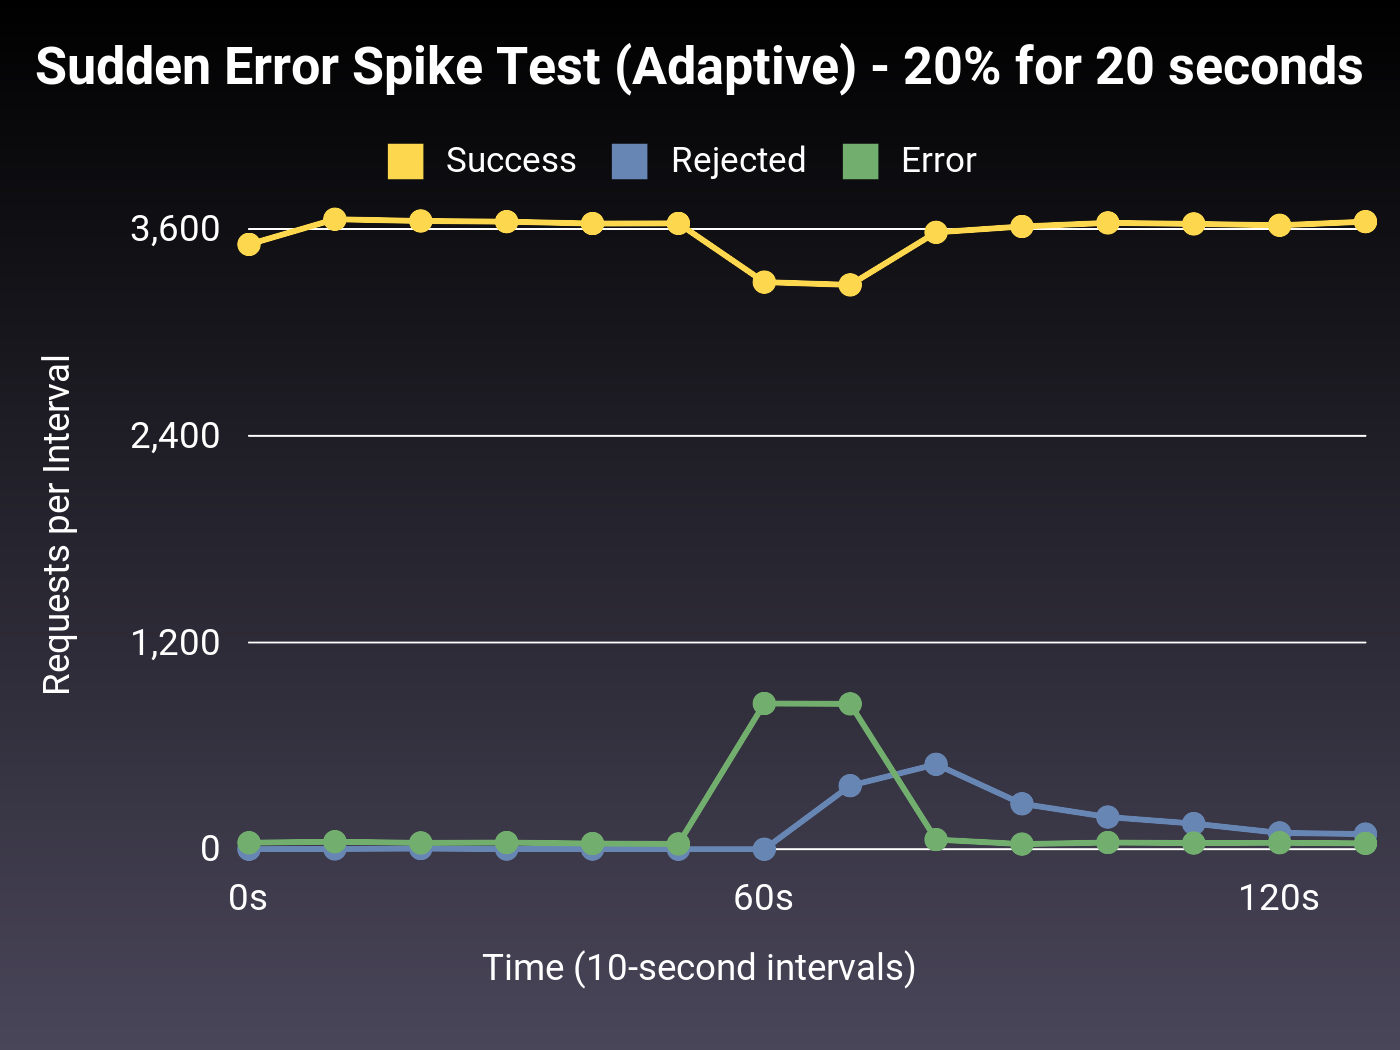 Sudden Error Spike Test (Adaptive) - 20% for 20 seconds
Success Rejected Error
3,600
2,400
1,200
0
Requests per Interval
0s 60s 120s
Time (10-second intervals)